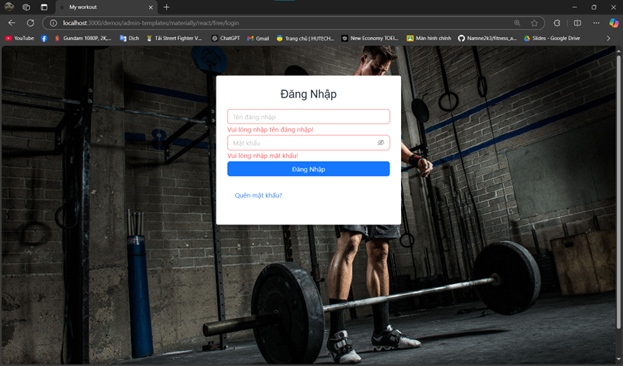 My workout
localhost:3000/demos/admin-templates/materially/react/free/login
YouTube
Gundam 1080P, 2K,...
Dịch
Tải Street Fighter V...
ChatGPT
Gmail
Trang chủ | HUTECH...
New Economy TOEI...
Màn hình chính
Namne2k3/fitness_a...
Slides - Google Drive
Đăng Nhập
Tên đăng nhập
Vui lòng nhập tên đăng nhập!
Mật khẩu
Vui lòng nhập mật khẩu!
Đăng Nhập
Quên mật khẩu?